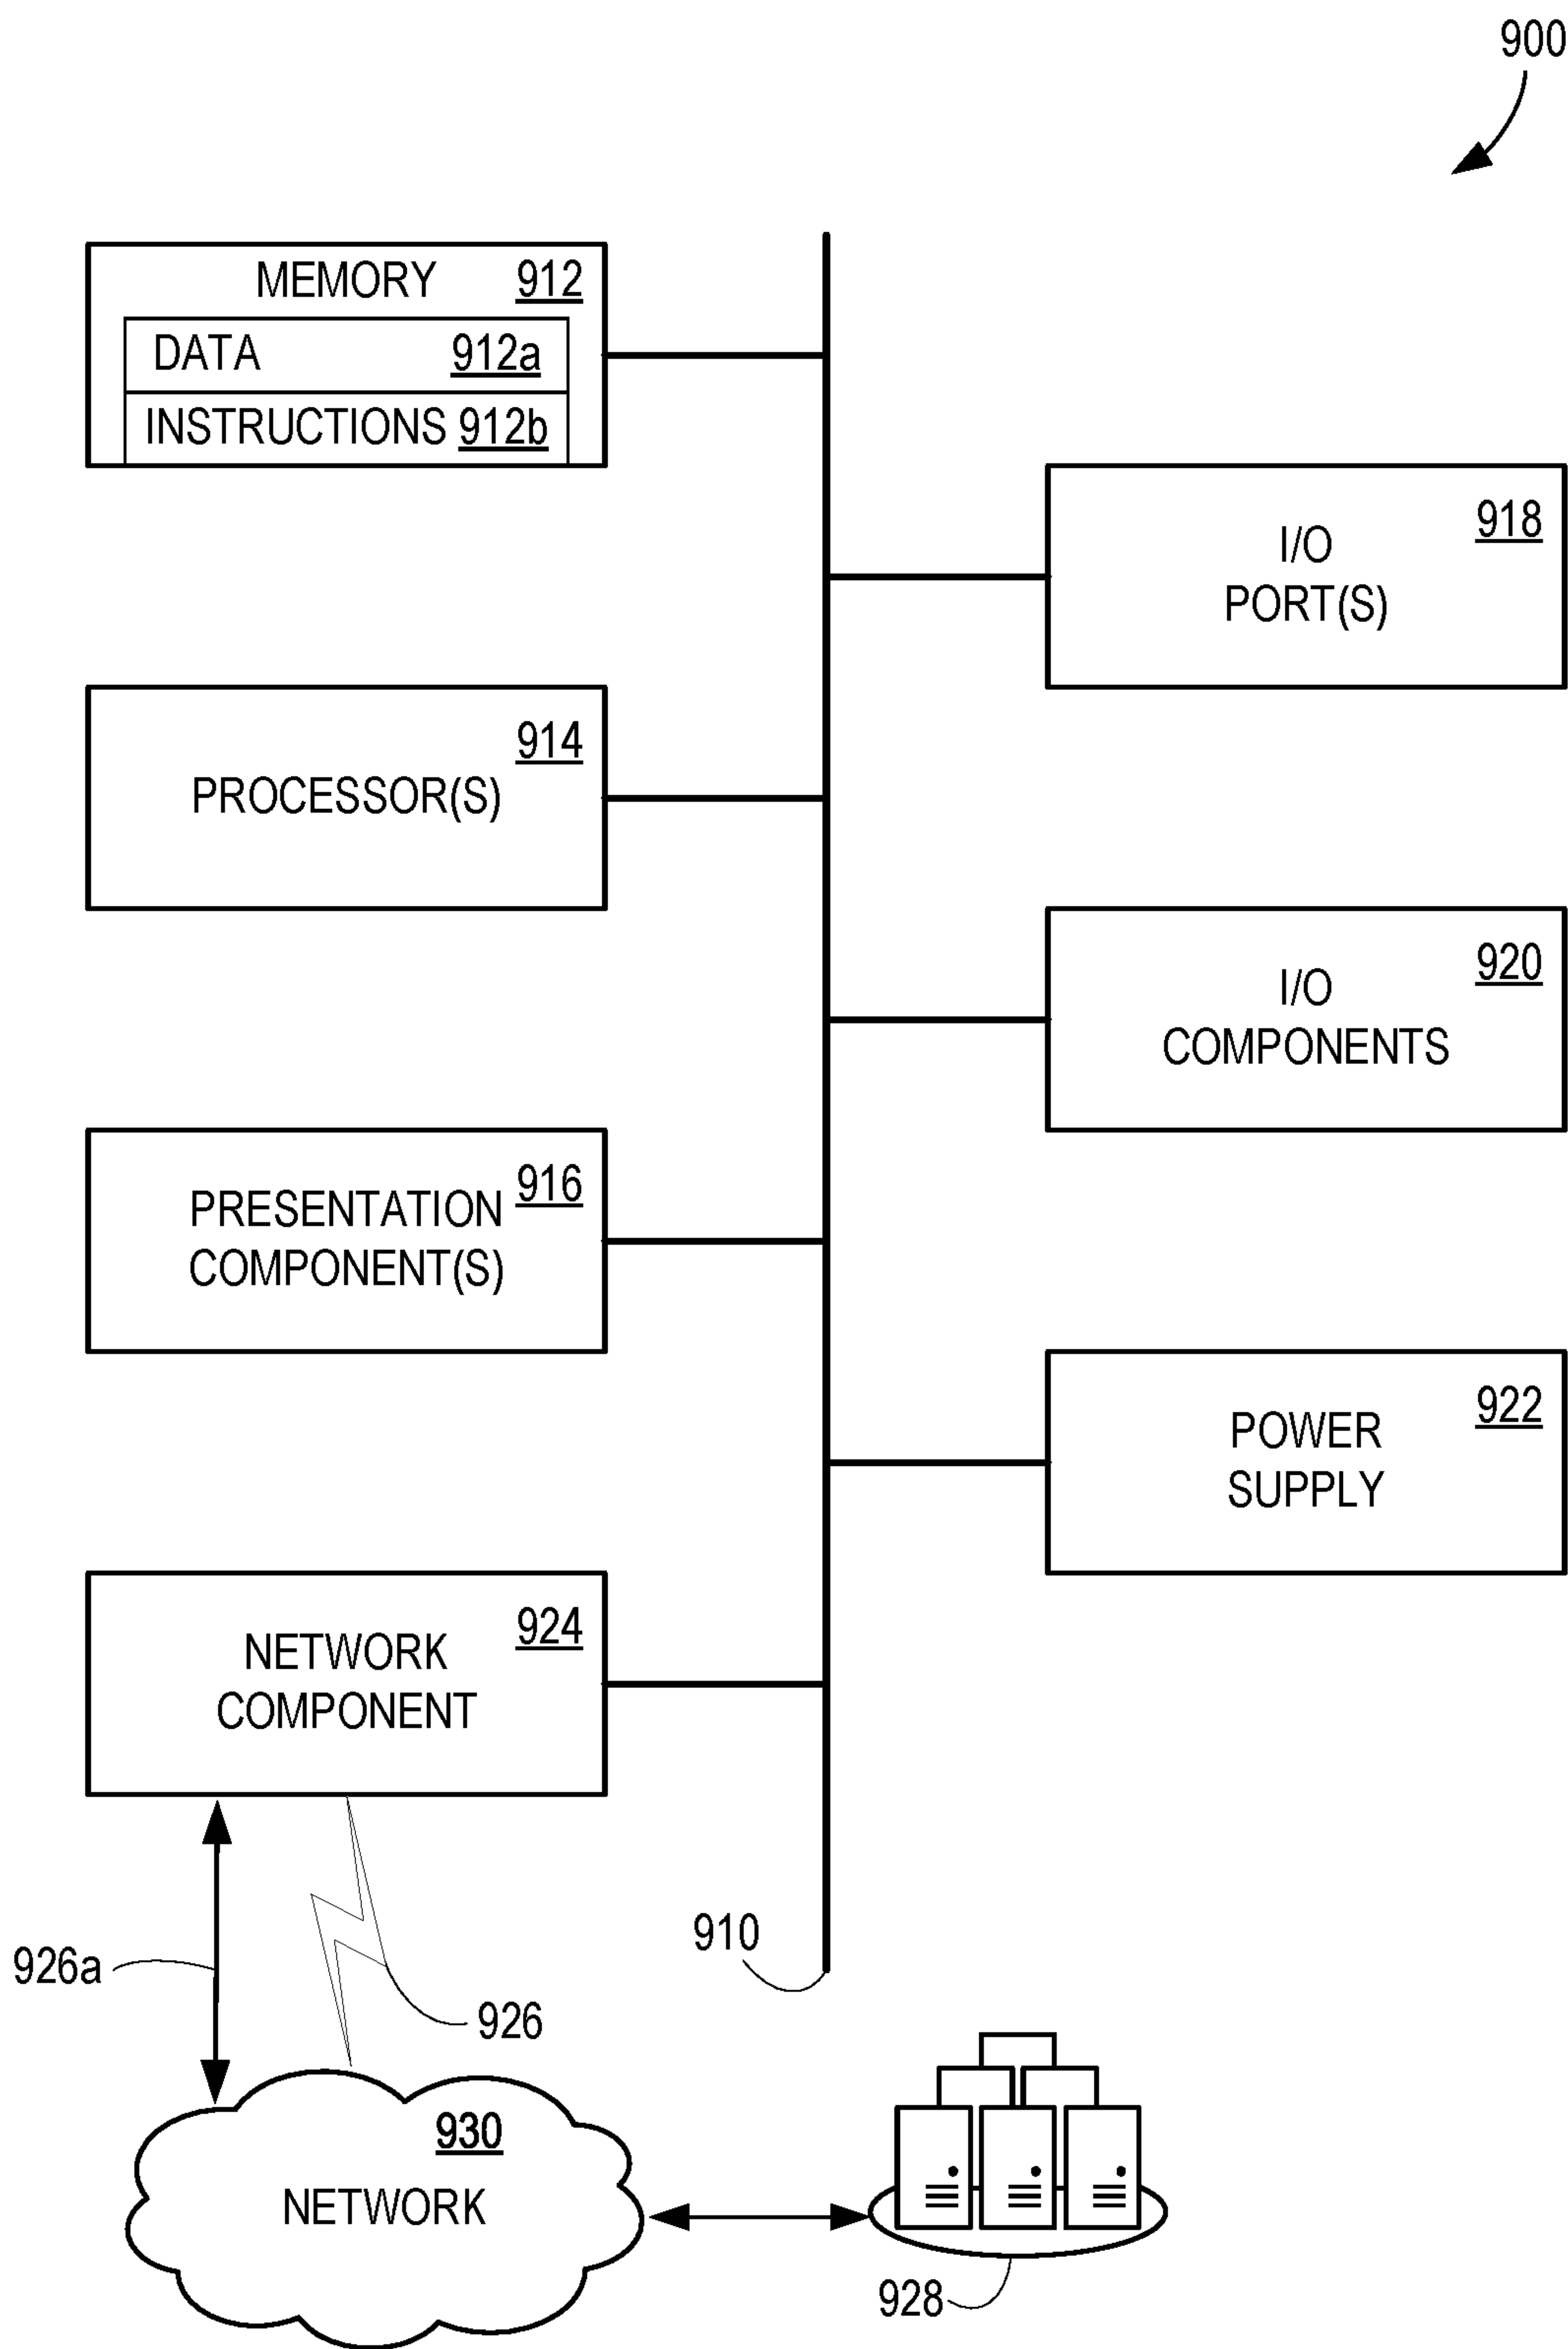 900
MEMORY 912
DATA 912a
INSTRUCTIONS 912b
918
I/O
PORT(S)
914
PROCESSOR(S)
920
I/O
COMPONENTS
916
PRESENTATION
COMPONENT(S)
922
POWER
SUPPLY
924
NETWORK
COMPONENT
910
926a
926
930
NETWORK
928